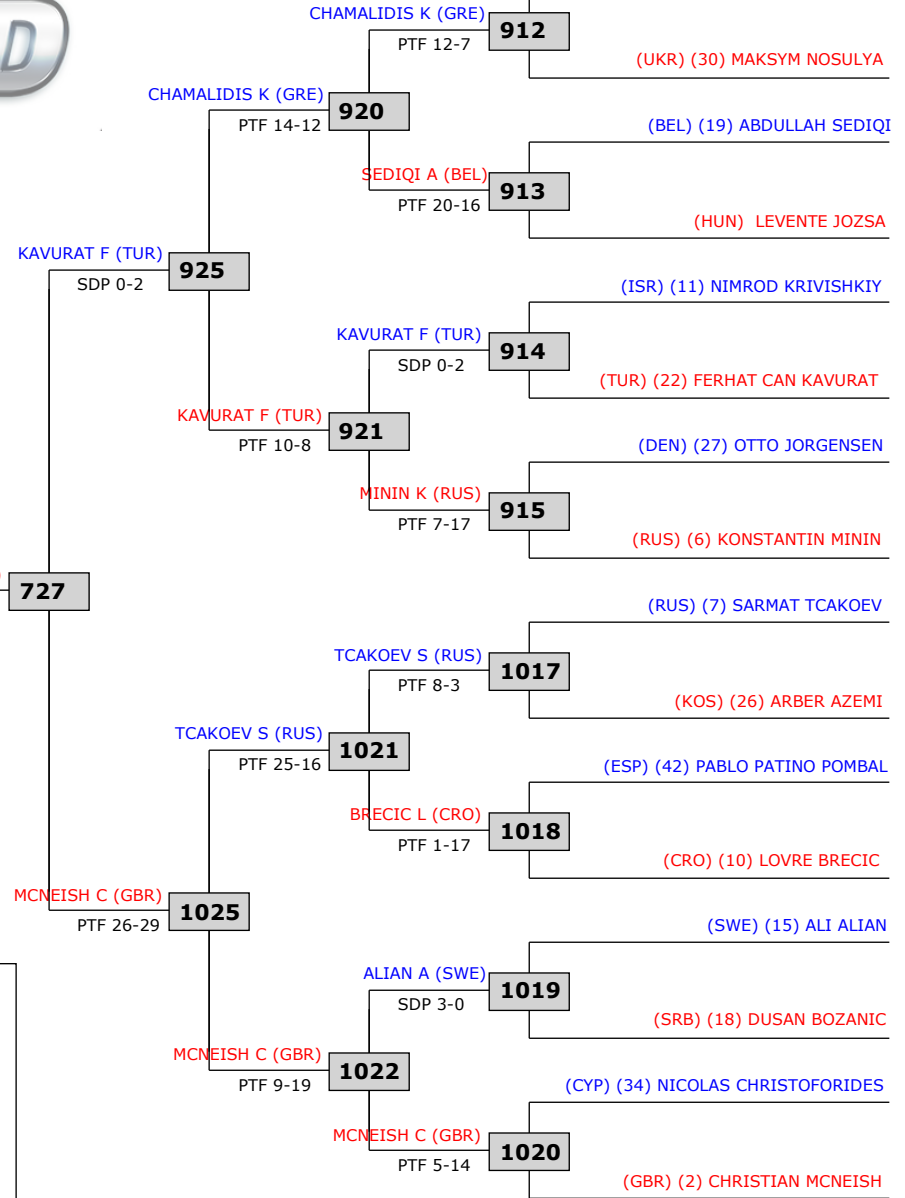 D
CHAMALIDIS K (GRE)
PTF 12-7
912
(UKR) (30) MAKSYM NOSULYA
CHAMALIDIS K (GRE)
PTF 14-12
920
(BEL) (19) ABDULLAH SEDIQI
SEDIQI A (BEL)
PTF 20-16
913
(HUN) LEVENTE JOZSA
KAVURAT F (TUR)
SDP 0-2
925
(ISR) (11) NIMROD KRIVISHKIY
KAVURAT F (TUR)
SDP 0-2
914
(TUR) (22) FERHAT CAN KAVURAT
KAVURAT F (TUR)
PTF 10-8
921
(DEN) (27) OTTO JORGENSEN
MININ K (RUS)
PTF 7-17
915
(RUS) (6) KONSTANTIN MININ
727
(RUS) (7) SARMAT TCAKOEV
TCAKOEV S (RUS)
PTF 8-3
1017
(KOS) (26) ARBER AZEMI
TCAKOEV S (RUS)
PTF 25-16
1021
(ESP) (42) PABLO PATINO POMBAL
BRECIC L (CRO)
PTF 1-17
1018
(CRO) (10) LOVRE BRECIC
MCNEISH C (GBR)
PTF 26-29
1025
(SWE) (15) ALI ALIAN
ALIAN A (SWE)
SDP 3-0
1019
(SRB) (18) DUSAN BOZANIC
MCNEISH C (GBR)
PTF 9-19
1022
(CYP) (34) NICOLAS CHRISTOFORIDES
MCNEISH C (GBR)
PTF 5-14
1020
(GBR) (2) CHRISTIAN MCNEISH